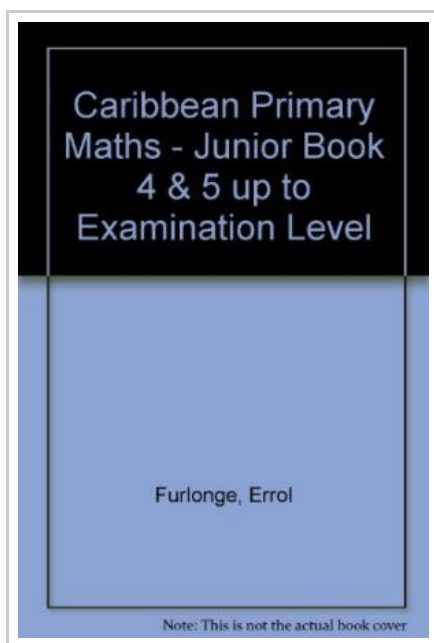 Caribbean Primary
Maths - Junior Book
4 & 5 up to
Examination Level
Furlonge, Errol
Note: This is not the actual book cover